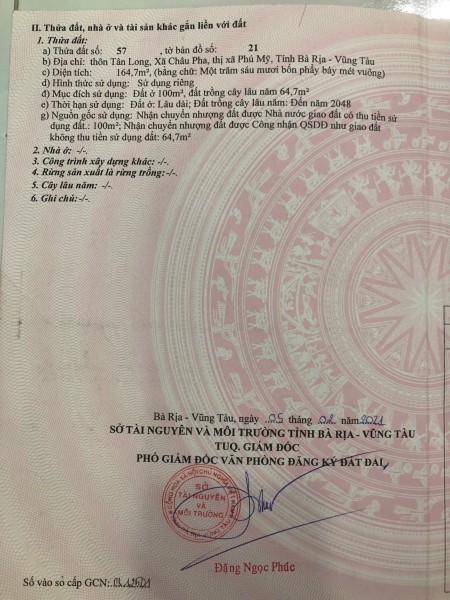 II. Thửa đất, nhà ở và tài sản khác gắn liền với đất
1. Thửa đất:
a) Thửa đất số: 57 , tờ bản đồ số: 21
b) Địa chỉ: thôn Tân Long, Xã Châu Pha, thị xã Phú Mỹ, Tỉnh Bà Rịa - Vũng Tàu
c) Diện tích: 164,7m², (bằng chữ: Một trăm sáu mươi bốn phẩy bảy mét vuông)
d) Hình thức sử dụng: Sử dụng riêng
đ) Mục đích sử dụng: Đất ở 100m², đất trồng cây lâu năm 64,7m²
e) Thời hạn sử dụng: Đất ở: Lâu dài; Đất trồng cây lâu năm: Đến năm 2048
g) Nguồn gốc sử dụng: Nhận chuyển nhượng đất được Nhà nước giao đất có thu tiền sử
dụng đất.: 100m²; Nhận chuyển nhượng đất được Công nhận QSDĐ như giao đất
không thu tiền sử dụng đất: 64,7m²
2. Nhà ở: -/-.
3. Công trình xây dựng khác: -/-.
4. Rừng sản xuất là rừng trồng:-/-.
5. Cây lâu năm: -/-.
6. Ghi chú:-/-.
Bà Rịa - Vũng Tàu, ngày 05 tháng 02 năm 2021
SỞ TÀI NGUYÊN VÀ MÔI TRƯỜNG TỈNH BÀ RỊA - VŨNG TÀU
TUQ. GIÁM ĐỐC
PHÓ GIÁM ĐỐC VĂN PHÒNG ĐĂNG KÝ ĐẤT ĐAI
SỞ
TÀI NGUYÊN
VÀ
MÔI TRƯỜNG
Đặng Ngọc Phúc
Số vào sổ cấp GCN: